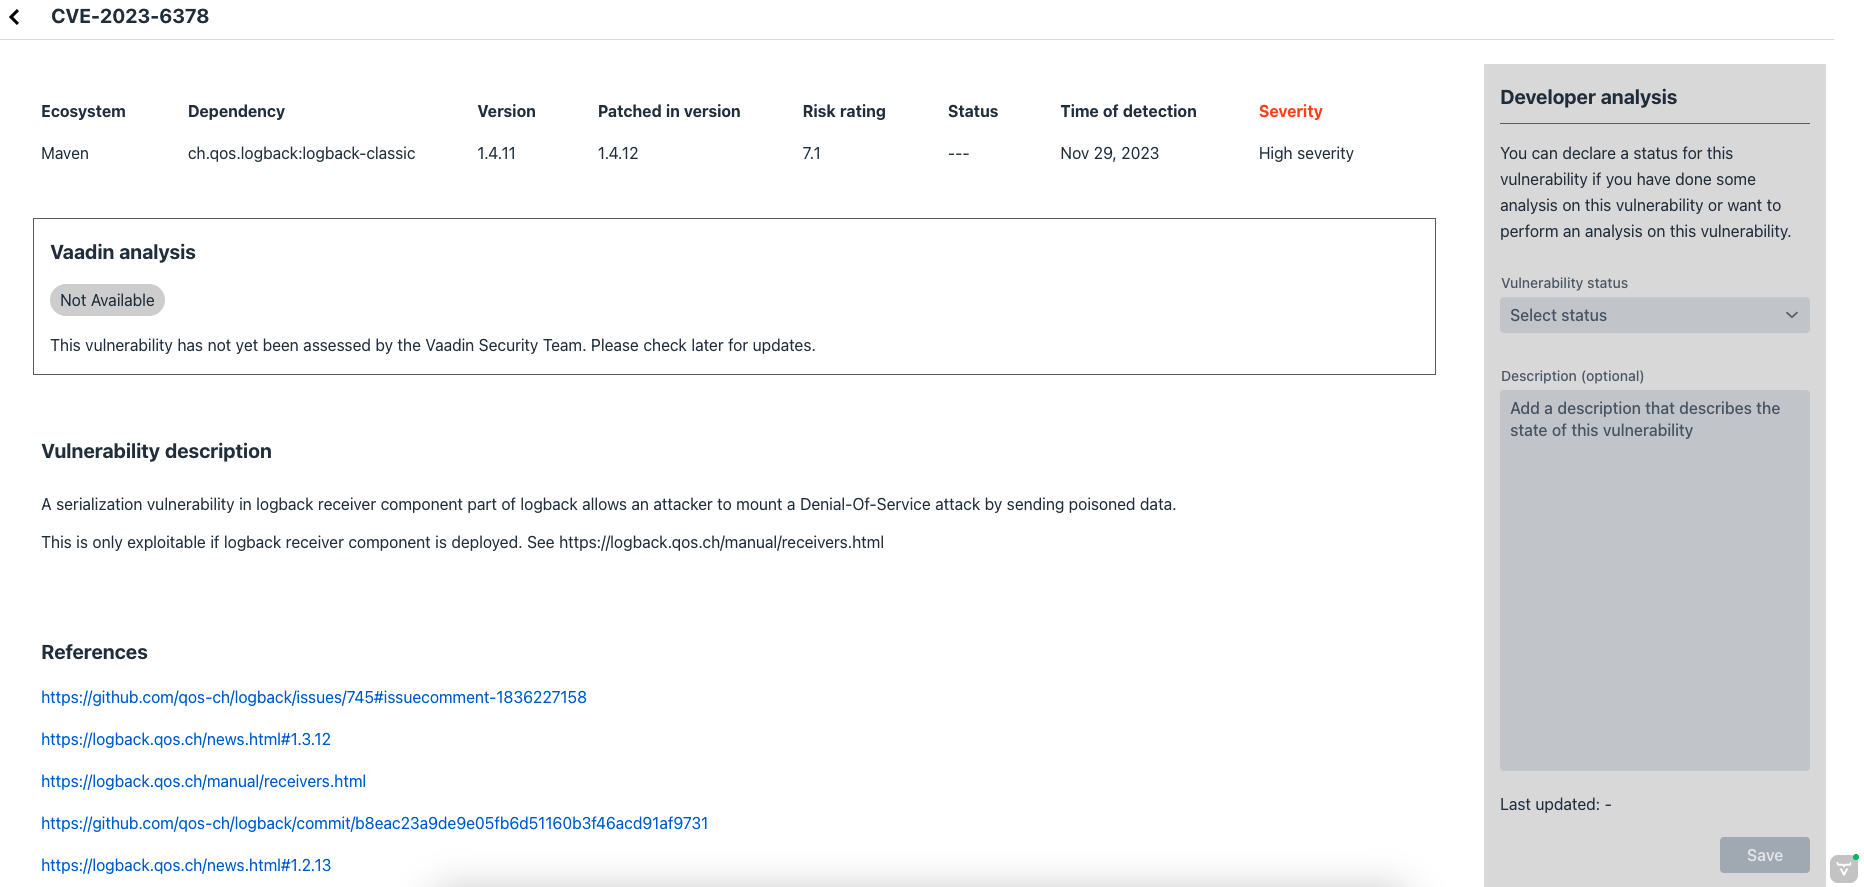 CVE-2023-6378
Ecosystem Dependency Version Patched in version Risk rating Status Time of detection Severity
Maven ch.qos.logback:logback-classic 1.4.11 1.4.12 7.1 --- Nov 29, 2023 High severity
Vaadin analysis
Not Available
This vulnerability has not yet been assessed by the Vaadin Security Team. Please check later for updates.
Vulnerability description
A serialization vulnerability in logback receiver component part of logback allows an attacker to mount a Denial-Of-Service attack by sending poisoned data.
This is only exploitable if logback receiver component is deployed. See https://logback.qos.ch/manual/receivers.html
References
https://github.com/qos-ch/logback/issues/745#issuecomment-1836227158
https://logback.qos.ch/news.html#1.3.12
https://logback.qos.ch/manual/receivers.html
https://github.com/qos-ch/logback/commit/b8eac23a9de9e05fb6d51160b3f46acd91af9731
https://logback.qos.ch/news.html#1.2.13
Developer analysis
You can declare a status for this
vulnerability if you have done some
analysis on this vulnerability or want to
perform an analysis on this vulnerability.
Vulnerability status
Select status
Description (optional)
Add a description that describes the
state of this vulnerability
Last updated: -
Save